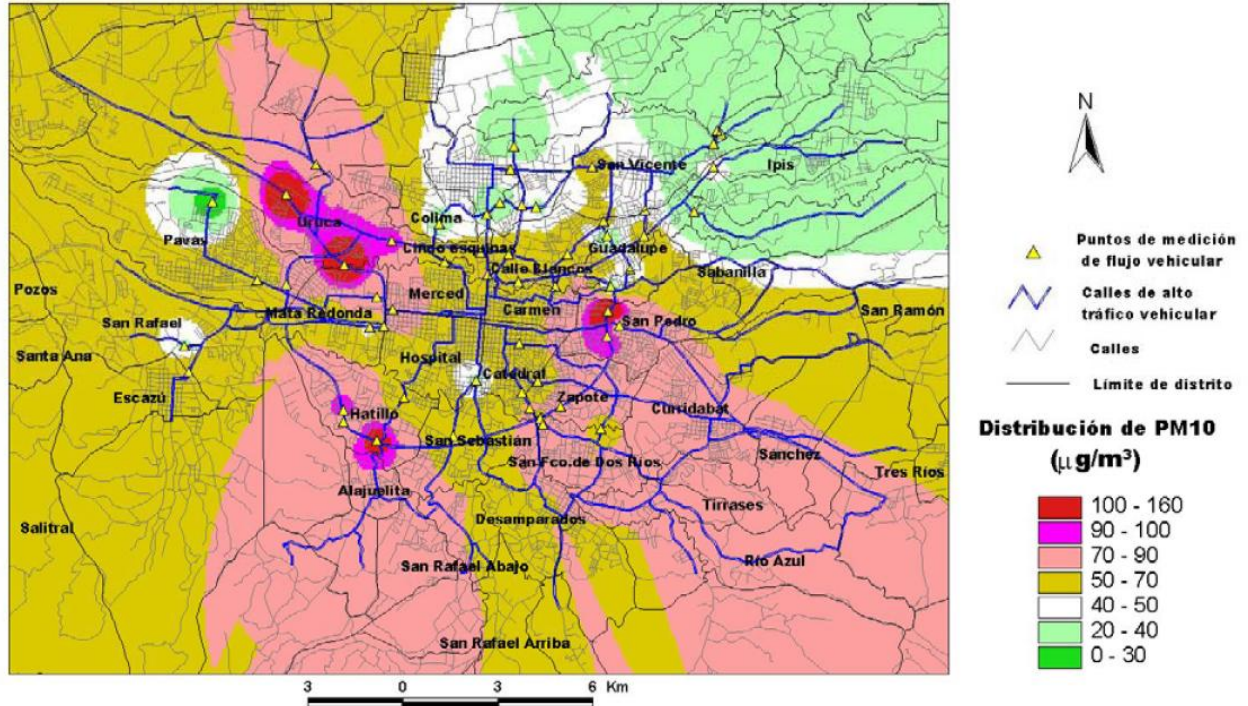 San Vicente
Ipis
Uruca
Colima
Pavas
Cinco esquinas
Guadalupe
Calle Blancos
Sabanilla
Pozos
Merced
Carmen
San Ramón
Mata Redonda
San Rafael
San Pedro
Santa Ana
Hospital
Catedral
Escazú
Zapote
Curridabat
Hatillo
San Sebastián
Sánchez
San Fco.de Dos Ríos
Tres Ríos
Alajuelita
Tirrases
Salitral
Desamparados
San Rafael Abajo
Río Azul
San Rafael Arriba
3 0 3 6 Km
N
Puntos de medición
de flujo vehicular
Calles de alto
tráfico vehicular
Calles
Límite de distrito
Distribución de PM10
(µg/m³)
100 - 160
90 - 100
70 - 90
50 - 70
40 - 50
20 - 40
0 - 30